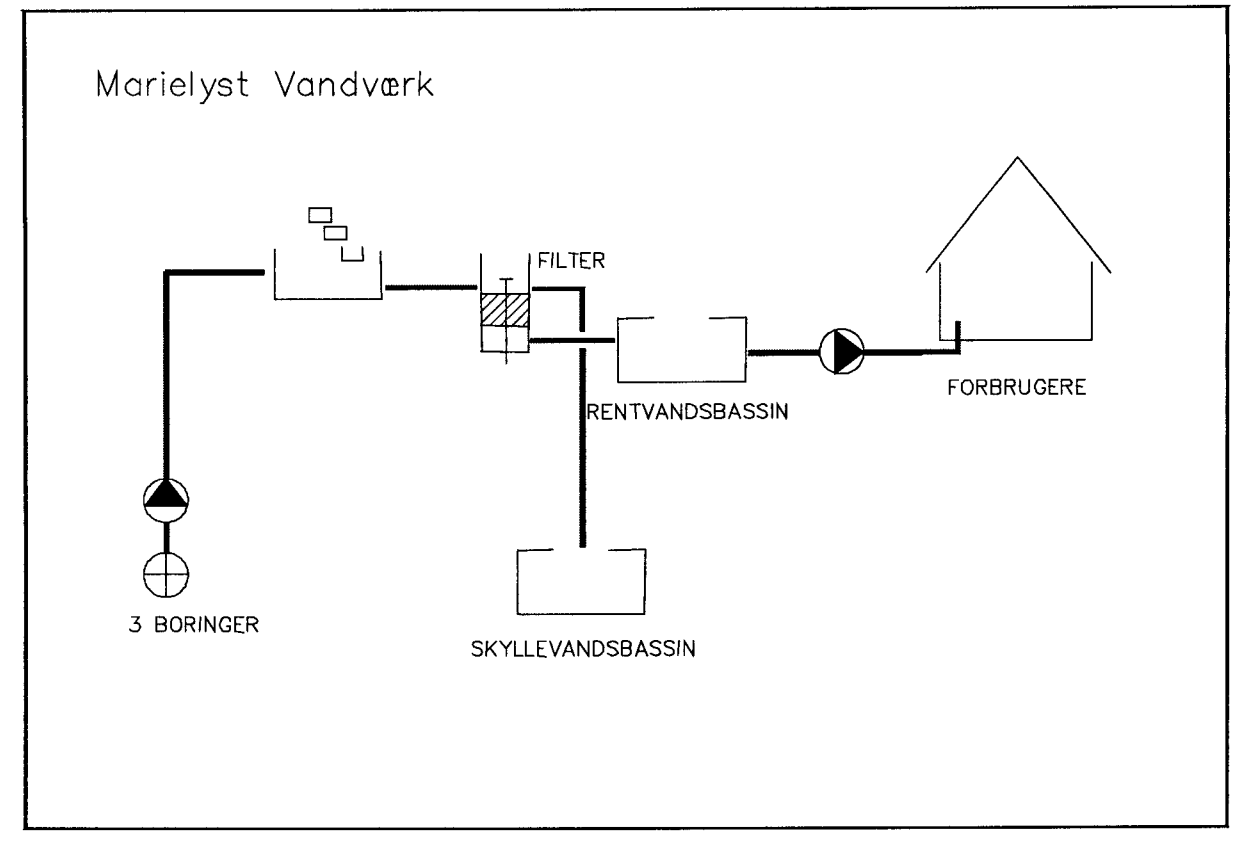 Marielyst Vandværk
FILTER
RENTVANDSBASSIN
FORBRUGERE
3 BORINGER
SKYLLEVANDSBASSIN